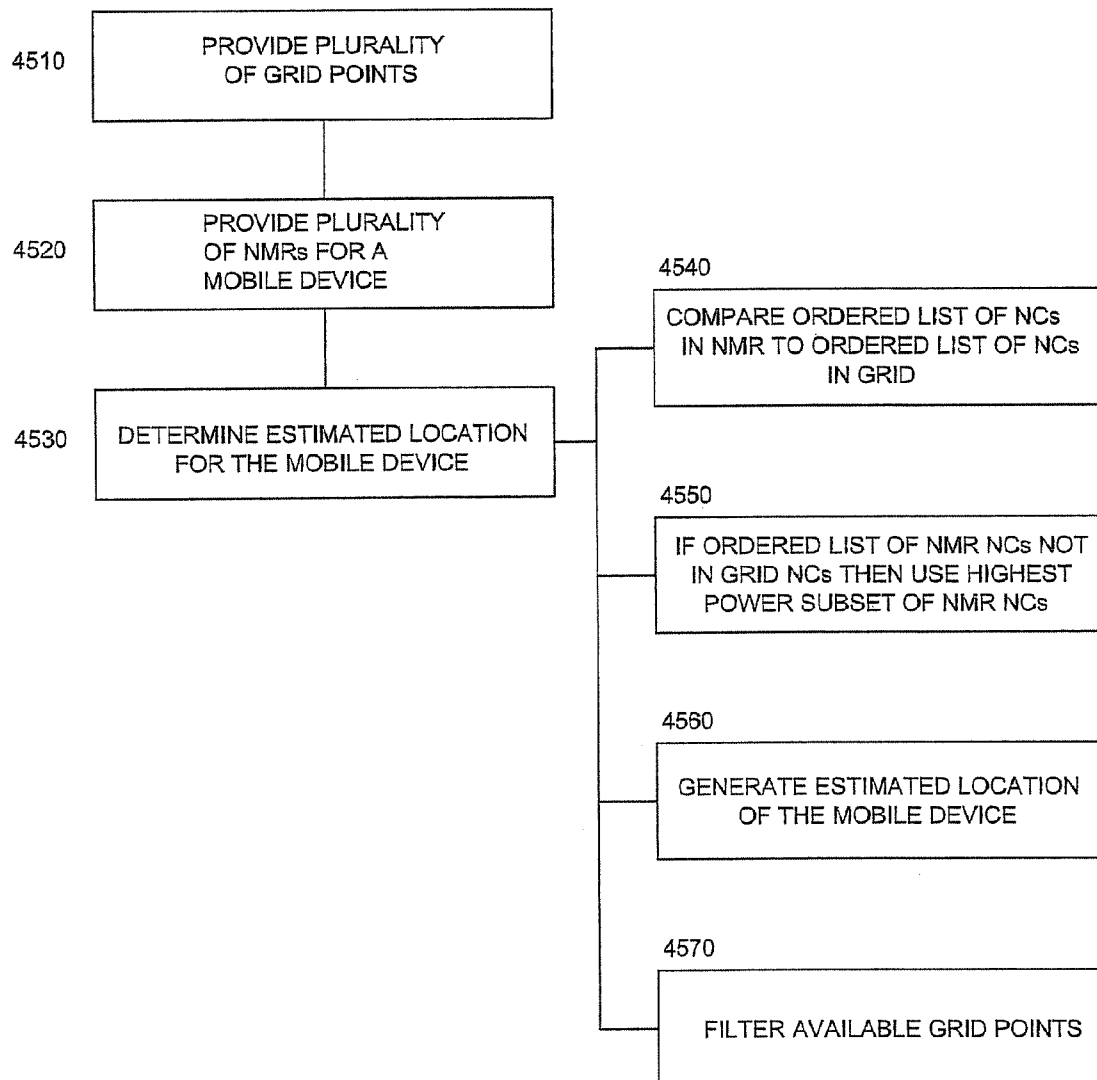 4510
PROVIDE PLURALITY
OF GRID POINTS
4520
PROVIDE PLURALITY
OF NMRs FOR A
MOBILE DEVICE
4530
DETERMINE ESTIMATED LOCATION
FOR THE MOBILE DEVICE
4540
COMPARE ORDERED LIST OF NCs
IN NMR TO ORDERED LIST OF NCs
IN GRID
4550
IF ORDERED LIST OF NMR NCs NOT
IN GRID NCs THEN USE HIGHEST
POWER SUBSET OF NMR NCs
4560
GENERATE ESTIMATED LOCATION
OF THE MOBILE DEVICE
4570
FILTER AVAILABLE GRID POINTS